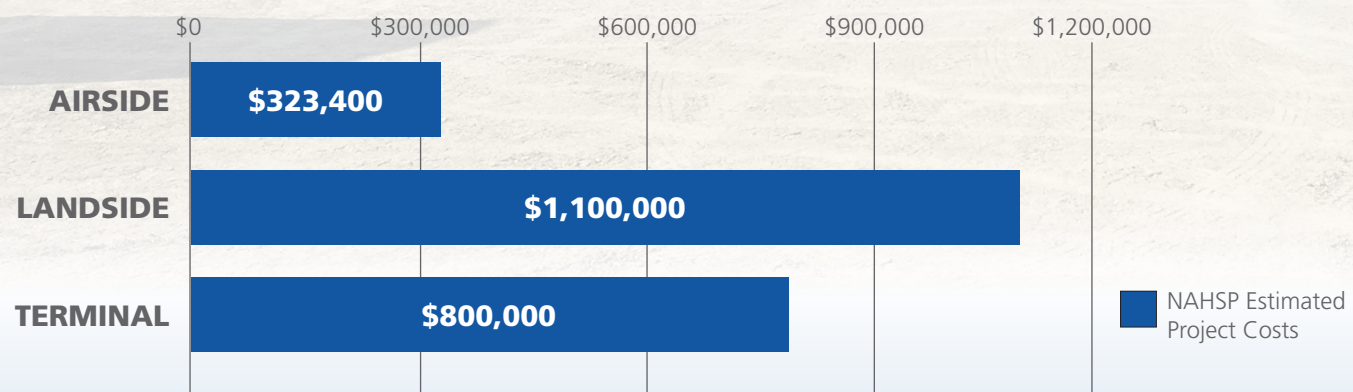 $0 $300,000 $600,000 $900,000 $1,200,000
AIRSIDE $323,400
LANDSIDE $1,100,000
TERMINAL $800,000
NAHSP Estimated
Project Costs